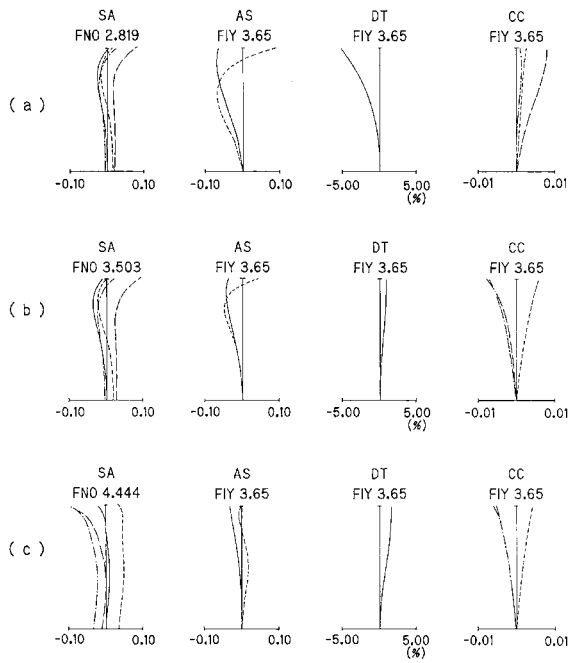 SA AS DT CC
FNO 2.819 FIY 3.65 FIY 3.65 FIY 3.65
(a)
-0.10 0.10 -0.10 0.10 -5.00 5.00 -0.01 0.01
(%)
SA AS DT CC
FNO 3.503 FIY 3.65 FIY 3.65 FIY 3.65
(b)
-0.10 0.10 -0.10 0.10 -5.00 5.00 -0.01 0.01
(%)
SA AS DT CC
FNO 4.444 FIY 3.65 FIY 3.65 FIY 3.65
(c)
-0.10 0.10 -0.10 0.10 -5.00 5.00 -0.01 0.01
(%)